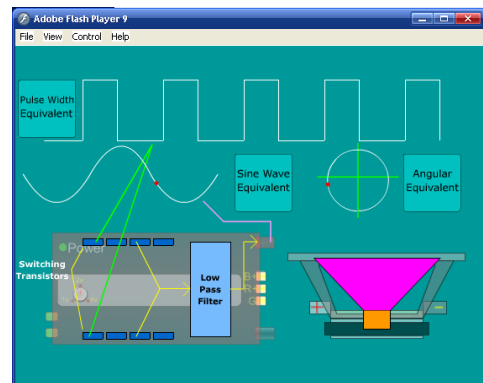 Adobe Flash Player 9
File View Control Help
Pulse Width
Equivalent
Sine Wave
Equivalent
Angular
Equivalent
Power
Switching
Transistors
Low
Pass
Filter
B+
R+
G
+
-